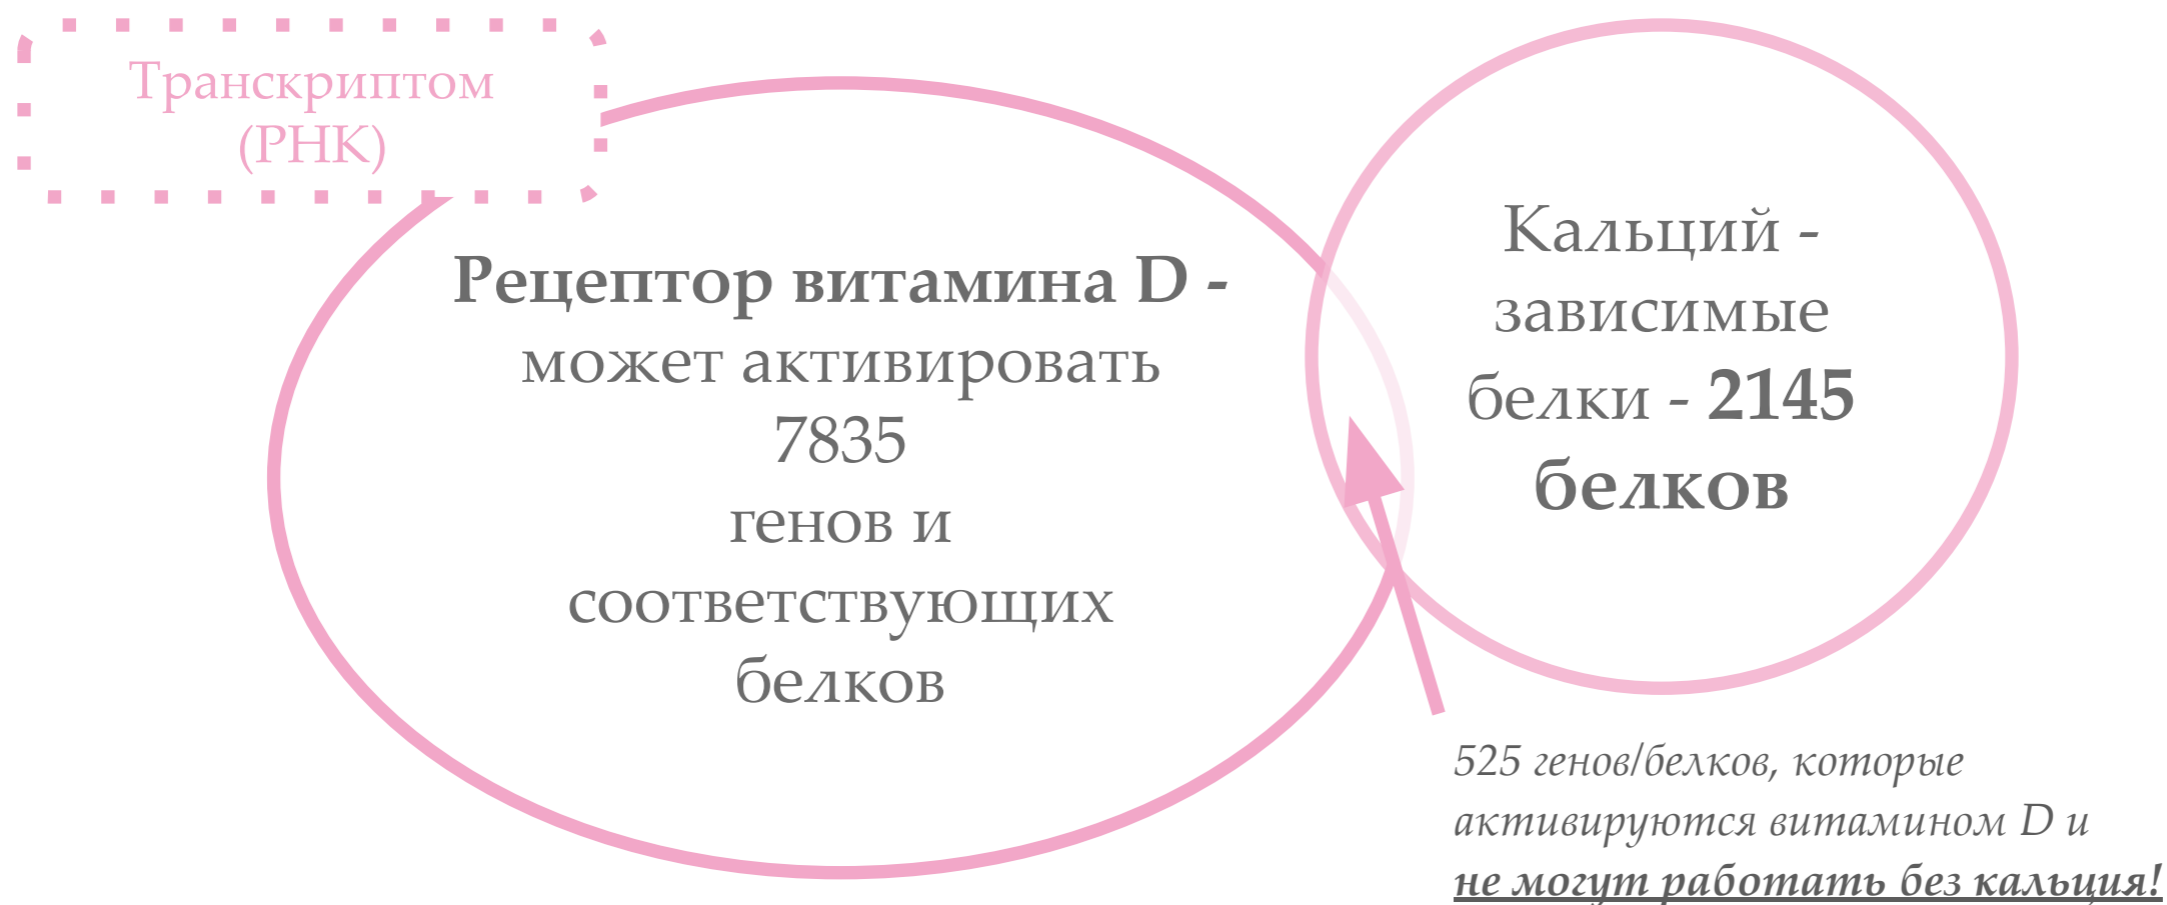 Транскриптом
(РНК)
Рецептор витамина D -
может активировать
7835
генов и
соответствующих
белков
Кальций -
зависимые
белки - 2145
белков
525 генов/белков, которые
активируются витамином D и
не могут работать без кальция!